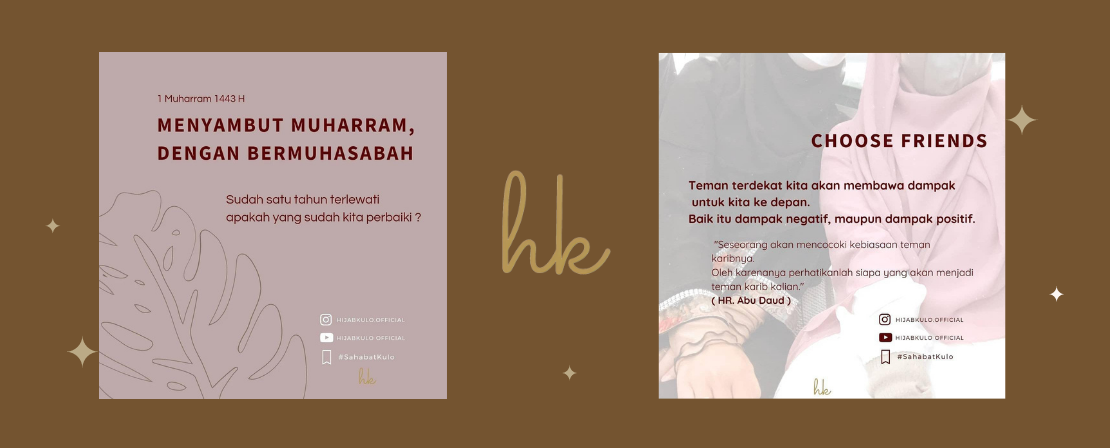 1 Muharram 1443 H
MENYAMBUT MUHARRAM,
DENGAN BERMUHASABAH
Sudah satu tahun terlewati
apakah yang sudah kita perbaiki ?
HIJABKULO.OFFICIAL
HIJABKULO.OFFICIAL
#SahabatKulo
hk
hk
CHOOSE FRIENDS
Teman terdekat kita akan membawa dampak
untuk kita ke depan.
Baik itu dampak negatif, maupun dampak positif.
"Seseorang akan mencocoki kebiasaan teman
karibnya.
Oleh karenanya perhatikanlah siapa yang akan menjadi
teman karib kalian."
( HR. Abu Daud )
HIJABKULO.OFFICIAL
HIJABKULO.OFFICIAL
#SahabatKulo
hk